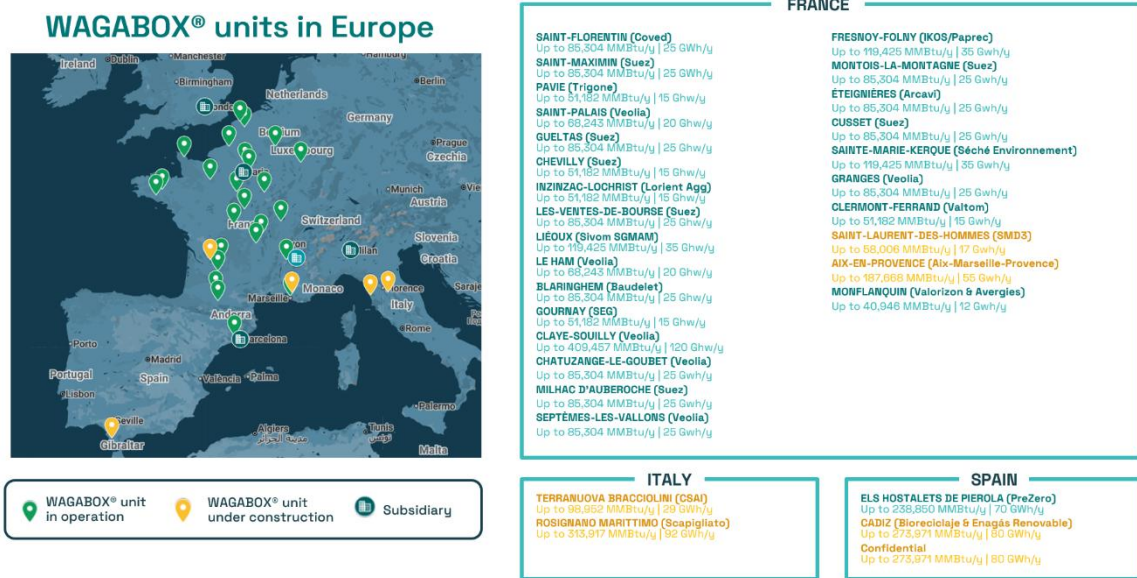 WAGABOX® units in Europe
Ireland
Dublin
Manchester
Hamburg
Birmingham
Netherlands
Berlin
Germany
Prague
Czechia
Munich
Austria
Switzerland
Slovenia
Croatia
Monaco
Marseille
Italy
Rome
Andorra
Porto
Madrid
Portugal
Spain
València
Palma
Lisbon
Seville
Gibraltar
Algiers
Tunis
تونس
Palermo
Malta
WAGABOX® unit
in operation
WAGABOX® unit
under construction
Subsidiary
FRANCE
SAINT-FLORENTIN (Coved)
Up to 85,304 MMBtu/y | 25 GWh/y
SAINT-MAXIMIN (Suez)
Up to 85,304 MMBtu/y | 25 GWh/y
PAVIE (Trigone)
Up to 51,182 MMBtu/y | 15 Ghw/y
SAINT-PALAIS (Veolia)
Up to 68,243 MMBtu/y | 20 Ghw/y
GUELTAS (Suez)
Up to 85,304 MMBtu/y | 25 Ghw/y
CHEVILLY (Suez)
Up to 51,182 MMBtu/y | 15 Ghw/y
INZINZAC-LOCHRIST (Lorient Agg)
Up to 51,182 MMBtu/y | 15 Ghw/y
LES-VENTES-DE-BOURSE (Suez)
Up to 85,304 MMBtu/y | 25 Ghw/y
LIÉOUX (Sivom SGMAM)
Up to 119,425 MMBtu/y | 35 Ghw/y
LE HAM (Veolia)
Up to 68,243 MMBtu/y | 20 Ghw/y
BLARINGHEM (Baudelet)
Up to 85,304 MMBtu/y | 25 Ghw/y
GOURNAY (SEG)
Up to 51,182 MMBtu/y | 15 Ghw/y
CLAYE-SOUILLY (Veolia)
Up to 409,457 MMBtu/y | 120 Ghw/y
CHATUZANGE-LE-GOUBET (Veolia)
Up to 85,304 MMBtu/y | 25 Gwh/y
MILHAC D'AUBEROCHE (Suez)
Up to 85,304 MMBtu/y | 25 Gwh/y
SEPTÈMES-LES-VALLONS (Veolia)
Up to 85,304 MMBtu/y | 25 Gwh/y
FRESNOY-FOLNY (IKOS/Paprec)
Up to 119,425 MMBtu/y | 35 Gwh/y
MONTOIS-LA-MONTAGNE (Suez)
Up to 85,304 MMBtu/y | 25 Gwh/y
ÉTEIGNIÈRES (Arcavi)
Up to 85,304 MMBtu/y | 25 Gwh/y
CUSSET (Suez)
Up to 85,304 MMBtu/y | 25 Gwh/y
SAINTE-MARIE-KERQUE (Séché Environnement)
Up to 119,425 MMBtu/y | 35 Gwh/y
GRANGES (Veolia)
Up to 85,304 MMBtu/y | 25 Gwh/y
CLERMONT-FERRAND (Valtom)
Up to 51,182 MMBtu/y | 15 Gwh/y
SAINT-LAURENT-DES-HOMMES (SMD3)
Up to 58,006 MMBtu/y | 17 Gwh/y
AIX-EN-PROVENCE (Aix-Marseille-Provence)
Up to 187,668 MMBtu/y | 55 Gwh/y
MONFLANQUIN (Valorizon & Avergies)
Up to 40,946 MMBtu/y | 12 Gwh/y
ITALY
TERRANUOVA BRACCIOLINI (CSAI)
Up to 98,952 MMBtu/y | 29 GWh/y
ROSIGNANO MARITTIMO (Scapigliato)
Up to 313,917 MMBtu/y | 92 GWh/y
SPAIN
ELS HOSTALETS DE PIEROLA (PreZero)
Up to 238,850 MMBtu/y | 70 GWh/y
CADIZ (Bioreciclaje & Enagás Renovable)
Up to 273,971 MMBtu/y | 80 GWh/y
Confidential
Up to 273,971 MMBtu/y | 80 GWh/y